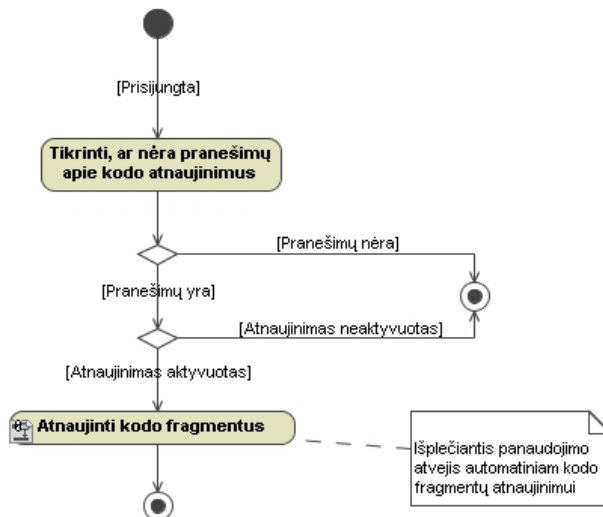 [Prisijungta]
Tikrinti, ar nėra pranešimų
apie kodo atnaujinimus
[Pranešimų nėra]
[Pranešimų yra]
[Atnaujinimas neaktyvuotas]
[Atnaujinimas aktyvuotas]
Atnaujinti kodo fragmentus
Išplečiantis panaudojimo
atvejis automatiniam kodo
fragmentų atnaujinimui